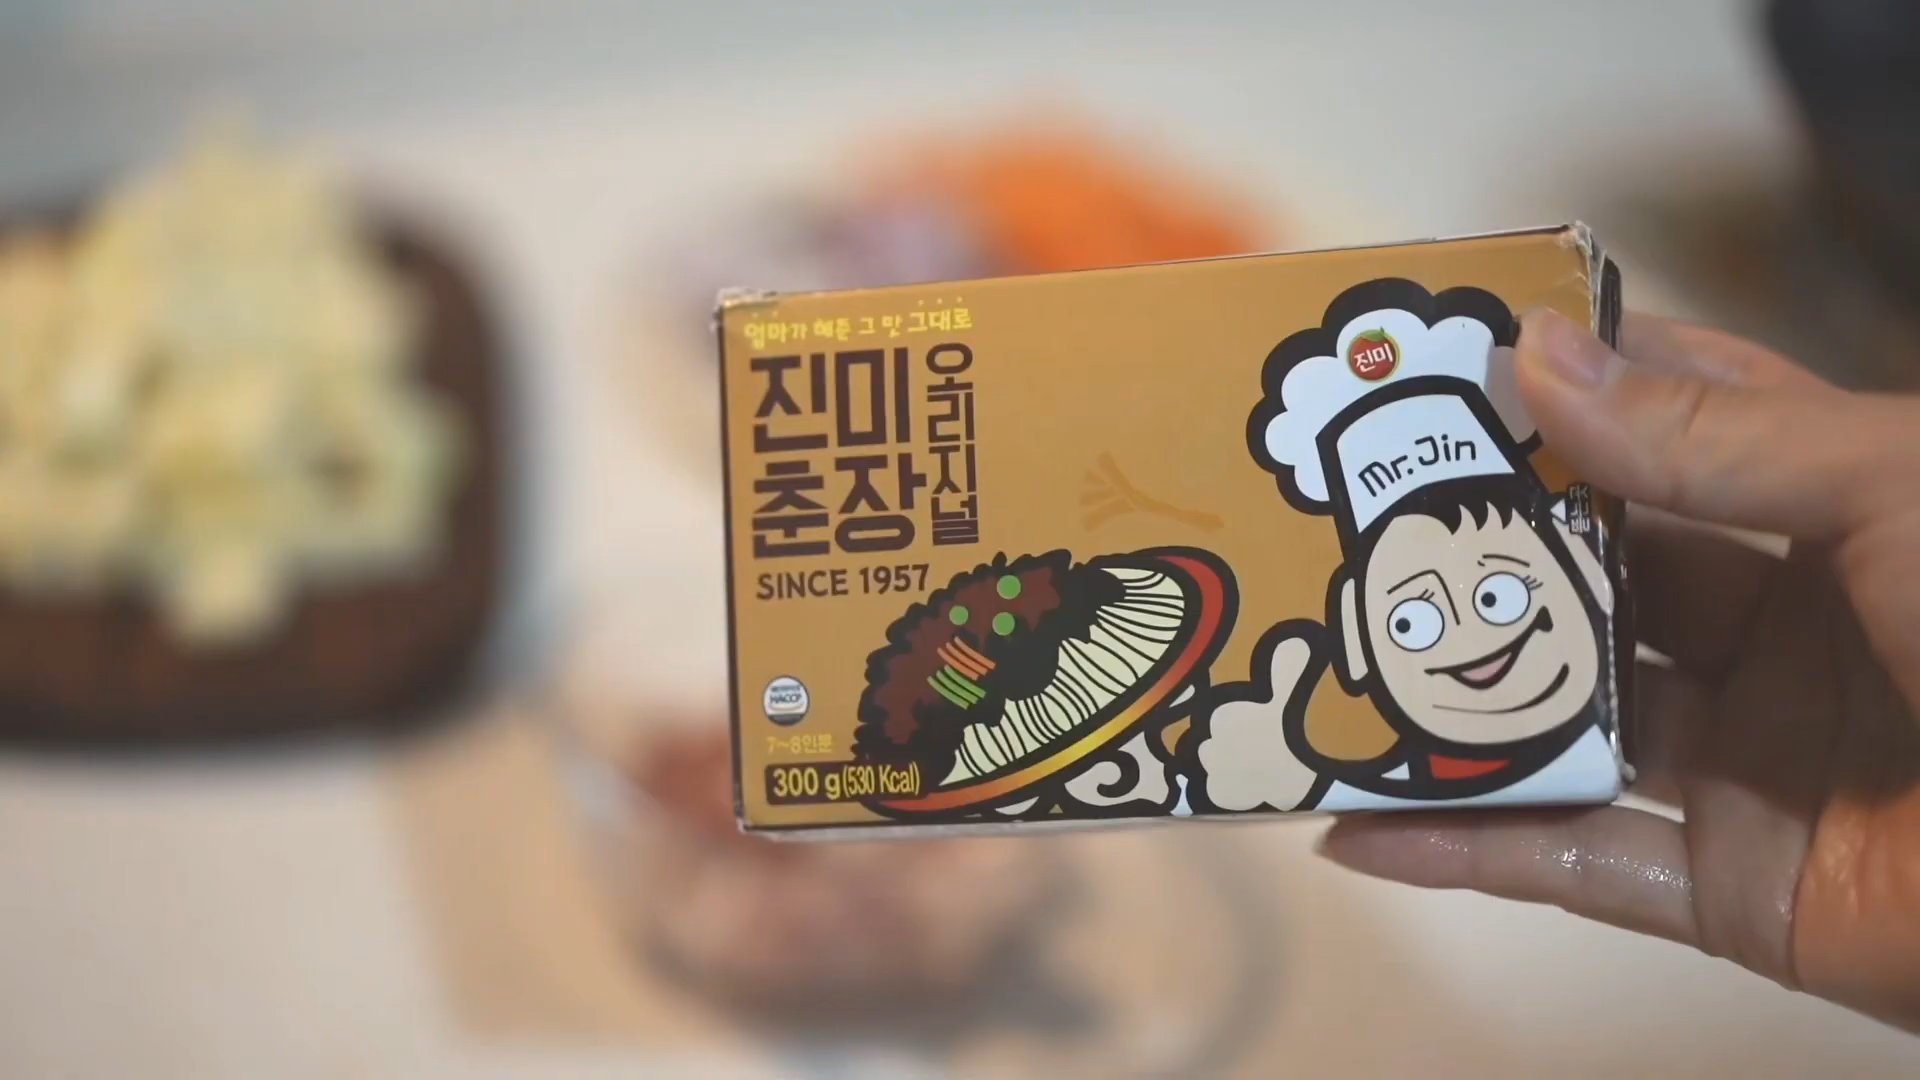 엄마가 해준 그 맛 그대로
진미
춘장
오리지널
SINCE 1957
진미
Mr. Jin
HACCP
7~8인분
300 g(530 Kcal)